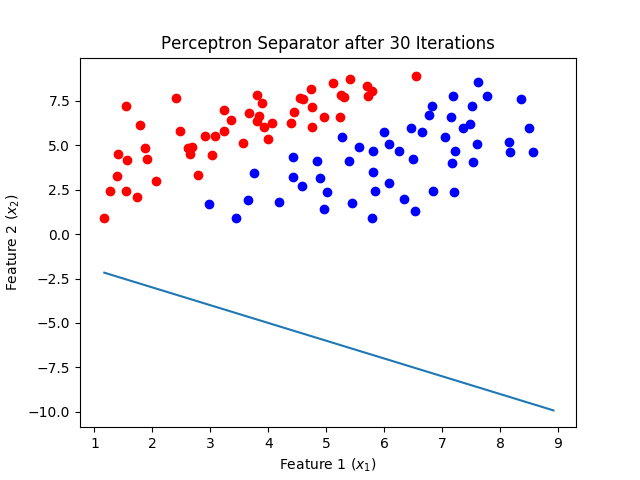 Perceptron Separator after 30 Iterations
Feature 2 (x₂)
7.5
5.0
2.5
0.0
−2.5
−5.0
−7.5
−10.0
1 2 3 4 5 6 7 8 9
Feature 1 (x₁)